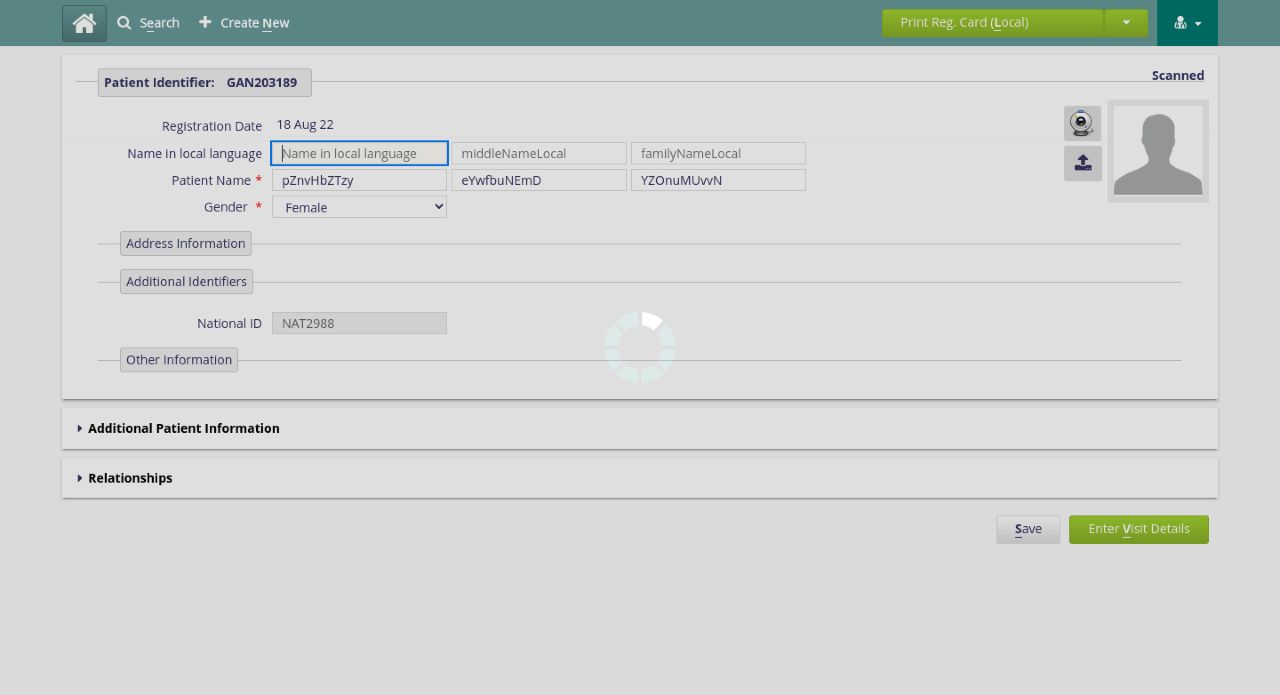 Search Create New Print Reg. Card (Local)
Scanned
Patient Identifier: GAN203189
Registration Date 18 Aug 22
Name in local language Name in local language middleNameLocal familyNameLocal
Patient Name * pZnvHbZTzy eYwfbuNEmD YZOnuMUvvN
Gender * Female
Address Information
Additional Identifiers
National ID NAT2988
Other Information
Additional Patient Information
Relationships
Save Enter Visit Details